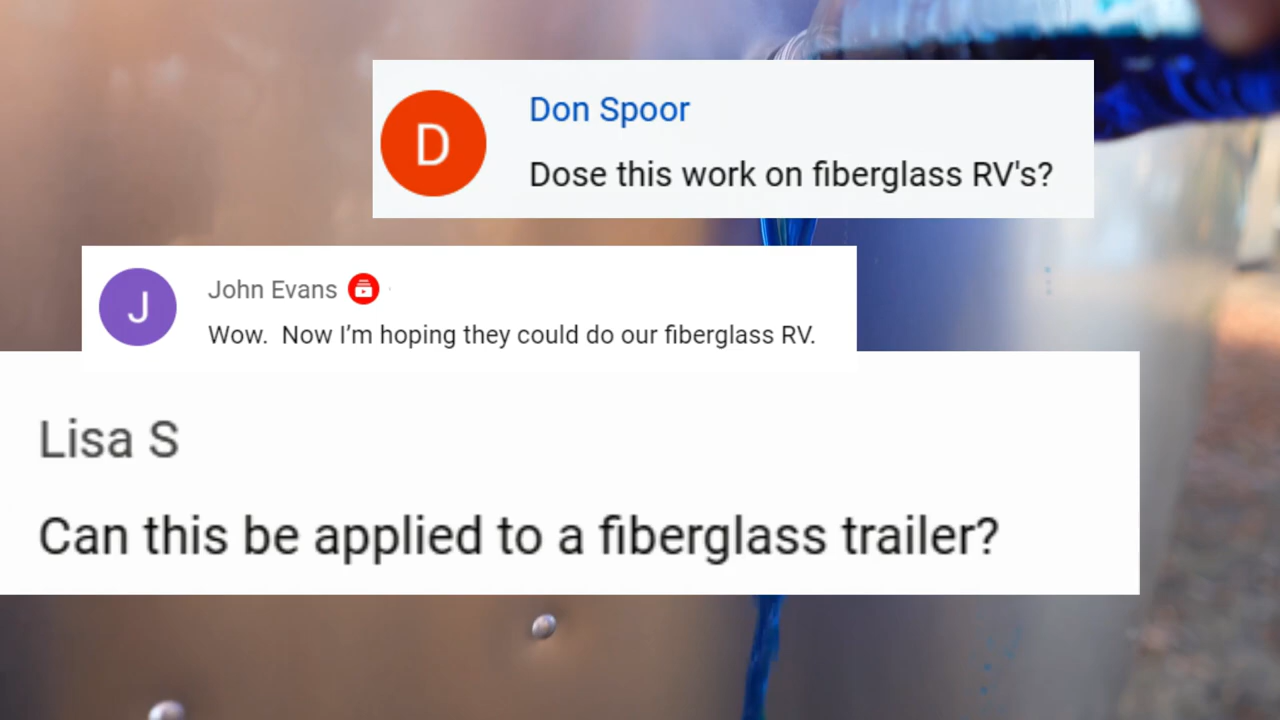 D
Don Spoor
Dose this work on fiberglass RV's?
J
John Evans
Wow.  Now I’m hoping they could do our fiberglass RV.
Lisa S
Can this be applied to a fiberglass trailer?